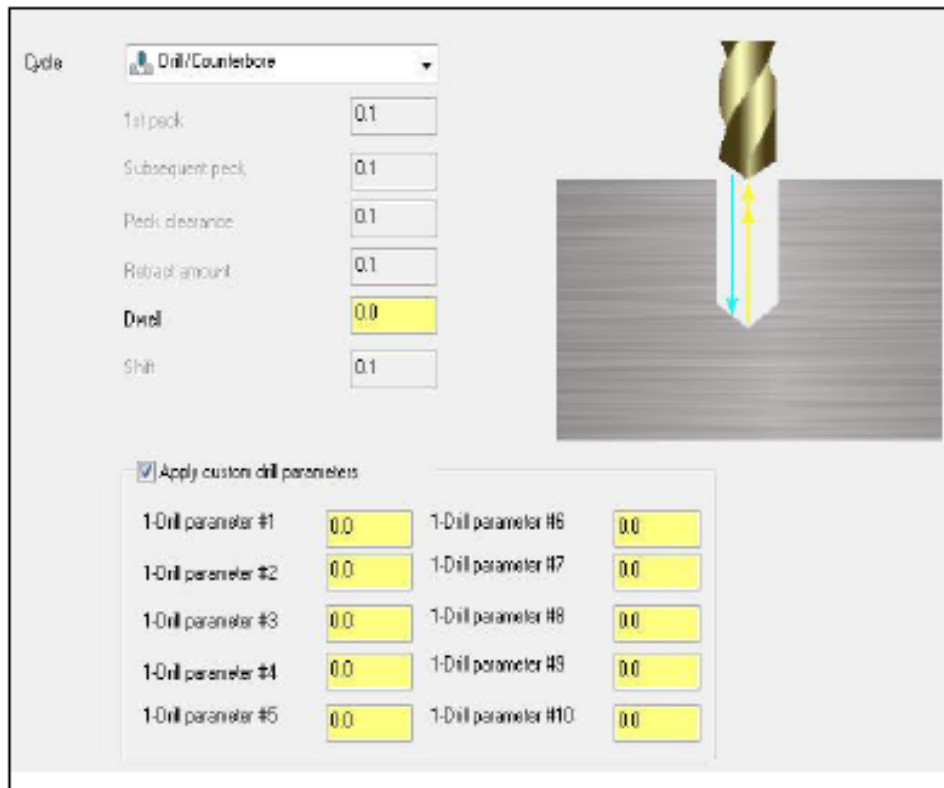 Cycle Drill/Counterbore
1st peck 0.1
Subsequent peck 0.1
Peck clearance 0.1
Retract amount 0.1
Dwell 0.0
Shift 0.1
Apply custom drill parameters
1-Drill parameter #1 0.0 1-Drill parameter #6 0.0
1-Drill parameter #2 0.0 1-Drill parameter #7 0.0
1-Drill parameter #3 0.0 1-Drill parameter #8 0.0
1-Drill parameter #4 0.0 1-Drill parameter #9 0.0
1-Drill parameter #5 0.0 1-Drill parameter #10 0.0